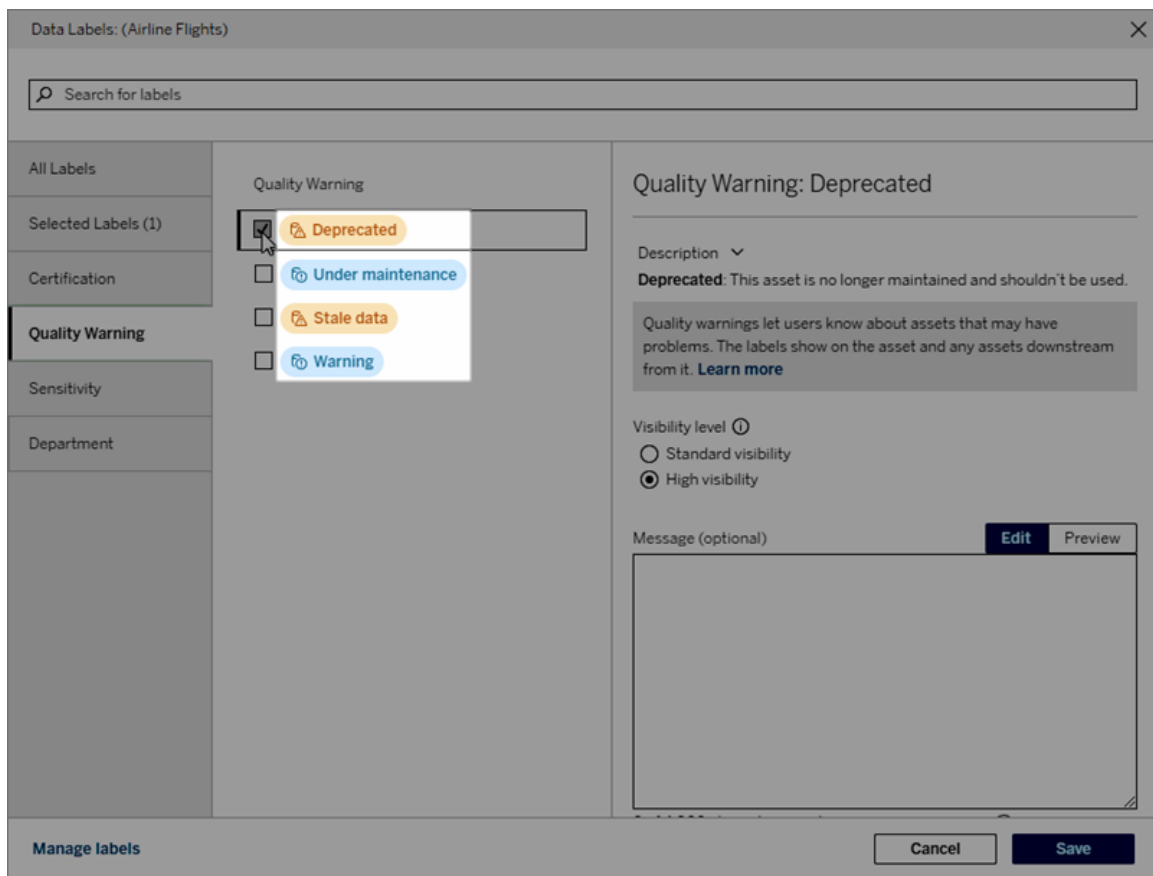 Data Labels: (Airline Flights)
Search for labels
All Labels
Selected Labels (1)
Certification
Quality Warning
Sensitivity
Department
Quality Warning
Deprecated
Under maintenance
Stale data
Warning
Quality Warning: Deprecated
Description
Deprecated: This asset is no longer maintained and shouldn't be used.
Quality warnings let users know about assets that may have
problems. The labels show on the asset and any assets downstream
from it. Learn more
Visibility level
Standard visibility
High visibility
Message (optional)
Edit
Preview
Manage labels
Cancel
Save